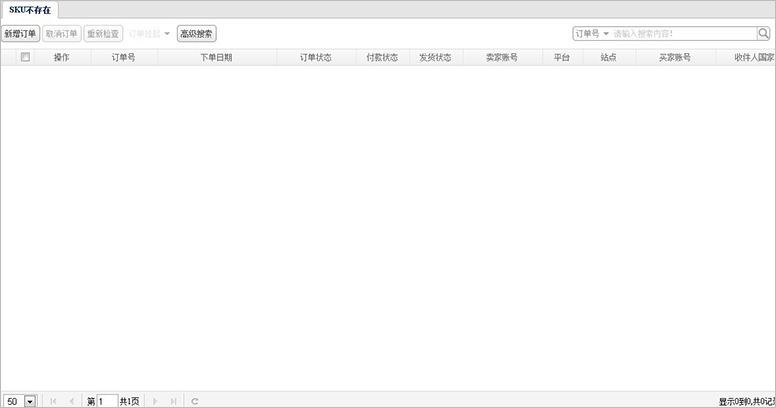 SKU不存在
新增订单 取消订单 重新检查 订单挂起 高级搜索 订单号 请输入搜索内容!
操作 订单号 下单日期 订单状态 付款状态 发货状态 卖家账号 平台 站点 买家账号 收件人国家
50 第 1 共1页 显示0到0,共0记